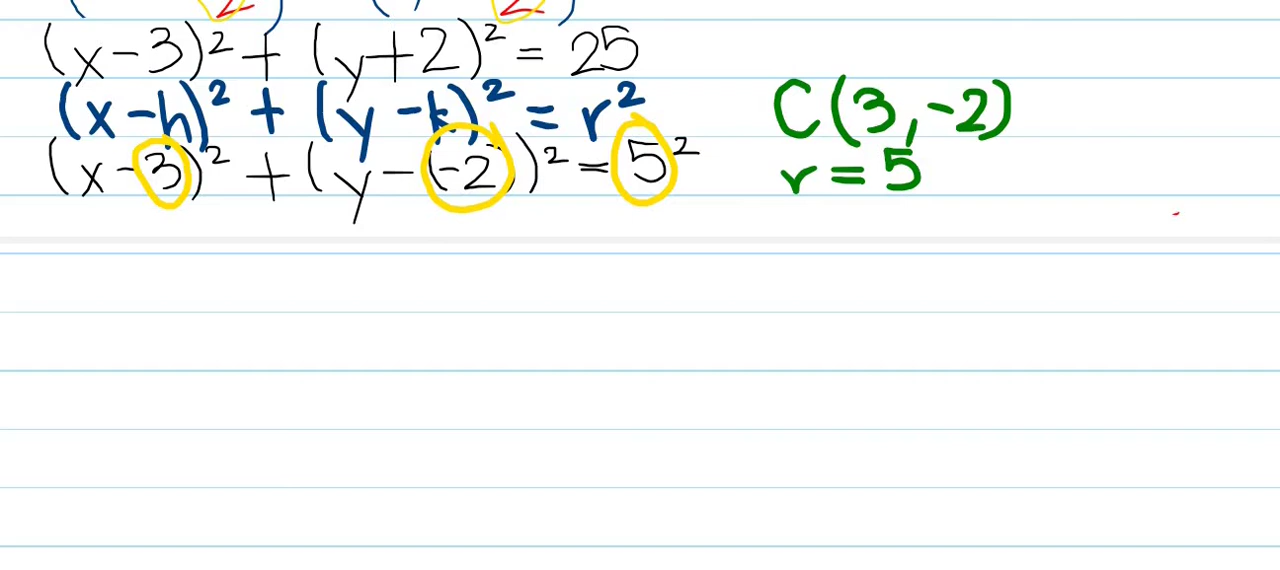 (x-3)² + (y+2)² = 25
(x-h)² + (y-k)² = r²
C(3,-2)
(x-3)² + (y-(-2))² = 5²
r = 5